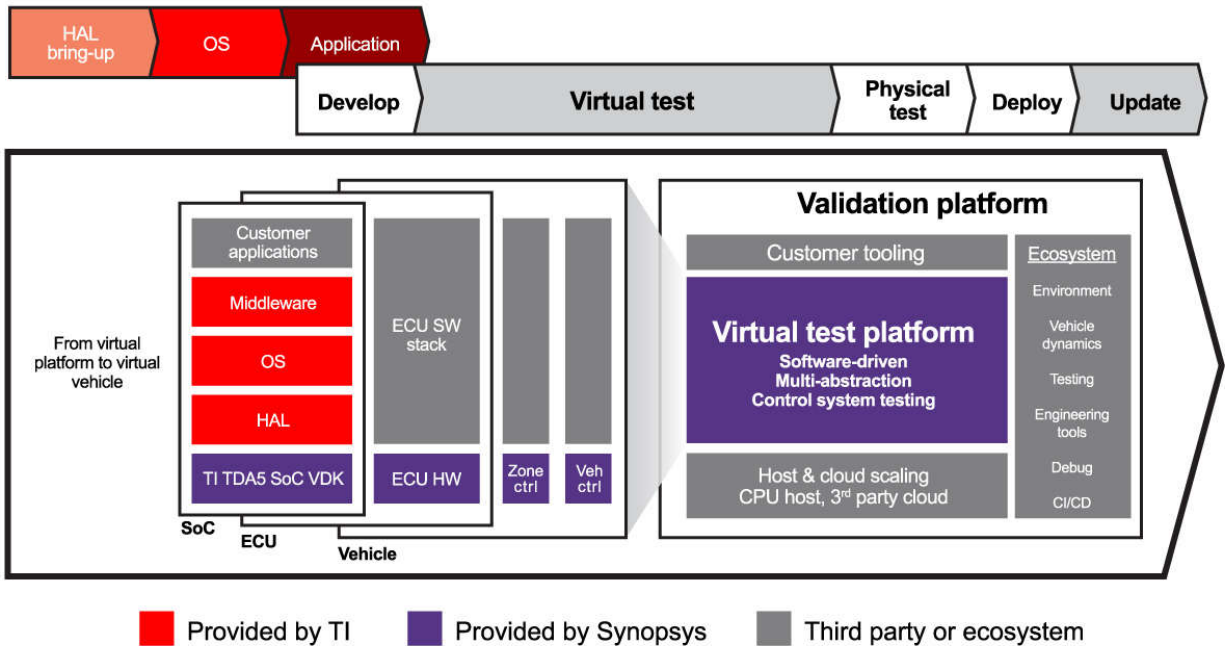 HAL
bring-up
OS
Application
Develop
Virtual test
Physical
test
Deploy
Update
From virtual
platform to virtual
vehicle
Customer
applications
Middleware
OS
HAL
TI TDA5 SoC VDK
SoC
ECU SW
stack
ECU HW
ECU
Zone
ctrl
Veh
ctrl
Vehicle
Validation platform
Customer tooling
Virtual test platform
Software-driven
Multi-abstraction
Control system testing
Host & cloud scaling
CPU host, 3rd party cloud
Ecosystem
Environment
Vehicle
dynamics
Testing
Engineering
tools
Debug
CI/CD
Provided by TI
Provided by Synopsys
Third party or ecosystem